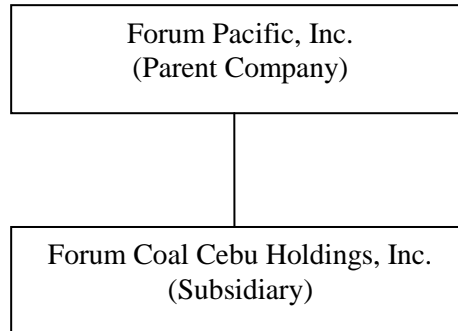 Forum Pacific, Inc.
(Parent Company)
Forum Coal Cebu Holdings, Inc.
(Subsidiary)